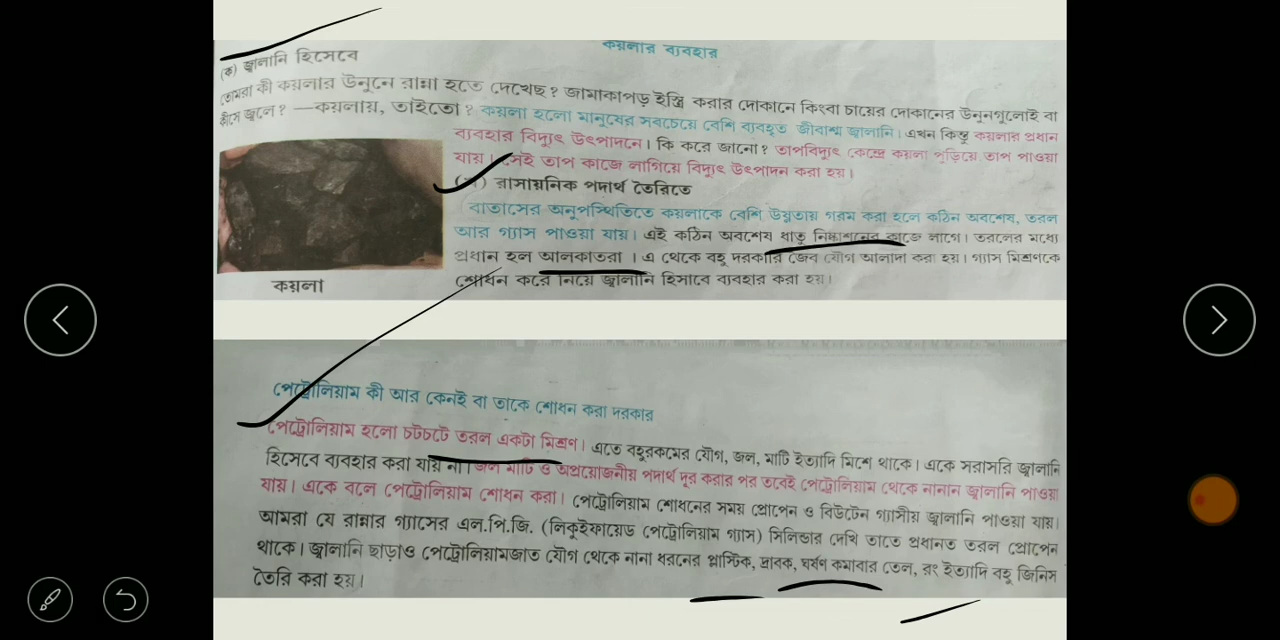 কয়লার ব্যবহার
(ক) জ্বালানি হিসেবে
তোমরা কী কয়লার উনুনে রান্না হতে দেখেছ? জামাকাপড় ইস্ত্রি করার দোকানে কিংবা চায়ের দোকানের উনুনগুলোই বা
কীসে জ্বলে? —কয়লায়, তাইতো? কয়লা হলো মানুষের সবচেয়ে বেশি ব্যবহৃত জীবাশ্ম জ্বালানি। এখন কিন্তু কয়লার প্রধান
ব্যবহার বিদ্যুৎ উৎপাদনে। কি করে জানো? তাপবিদ্যুৎ কেন্দ্রে কয়লা পুড়িয়ে তাপ পাওয়া
যায়। সেই তাপ কাজে লাগিয়ে বিদ্যুৎ উৎপাদন করা হয়।
রাসায়নিক পদার্থ তৈরিতে
বাতাসের অনুপস্থিতিতে কয়লাকে বেশি উষ্ণতায় গরম করা হলে কঠিন অবশেষ, তরল
আর গ্যাস পাওয়া যায়। এই কঠিন অবশেষ ধাতু নিষ্কাশনের কাজে লাগে। তরলের মধ্যে
প্রধান হল আলকাতরা । এ থেকে বহু দরকারি জৈব যৌগ আলাদা করা হয়। গ্যাস মিশ্রণকে
শোধন করে নিয়ে জ্বালানি হিসাবে ব্যবহার করা হয়।
কয়লা
পেট্রোলিয়াম কী আর কেনই বা তাকে শোধন করা দরকার
পেট্রোলিয়াম হলো চটচটে তরল একটা মিশ্রণ। এতে বহুরকমের যৌগ, জল, মাটি ইত্যাদি মিশে থাকে। একে সরাসরি জ্বালানি
হিসেবে ব্যবহার করা যায় না। জল মাটি ও অপ্রয়োজনীয় পদার্থ দূর করার পর তবেই পেট্রোলিয়াম থেকে নানান জ্বালানি পাওয়া
যায়। একে বলে পেট্রোলিয়াম শোধন করা। পেট্রোলিয়াম শোধনের সময় প্রোপেন ও বিউটেন গ্যাসীয় জ্বালানি পাওয়া যায়।
আমরা যে রান্নার গ্যাসের এল.পি.জি. (লিকুইফায়েড পেট্রোলিয়াম গ্যাস) সিলিন্ডার দেখি তাতে প্রধানত তরল প্রোপেন
থাকে। জ্বালানি ছাড়াও পেট্রোলিয়ামজাত যৌগ থেকে নানা ধরনের প্লাস্টিক, দ্রাবক, ঘর্ষণ কমাবার তেল, রং ইত্যাদি বহু জিনিস
তৈরি করা হয়।